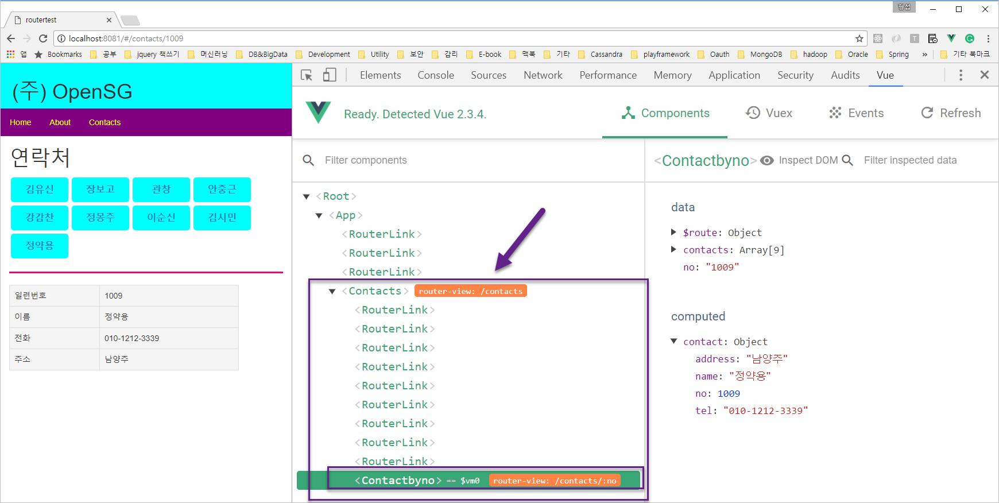 형섭
routertest
localhost:8081/#/contacts/1009
앱 Bookmarks 공부 jquery 책쓰기 머신러닝 DB&BigData Development Utility 보안 감리 E-book 맥북 기타 Cassandra playframework Oauth MongoDB hadoop Oracle Spring » 기타 북마크
(주) OpenSG
Home About Contacts
연락처
김유신 장보고 관창 안중근
강감찬 정몽주 이순신 김시민
정약용
일련번호 1009
이름 정약용
전화 010-1212-3339
주소 남양주
Elements Console Sources Network Performance Memory Application Security Audits Vue
Ready. Detected Vue 2.3.4.
Components Vuex Events Refresh
Filter components
<Root>
<App>
<RouterLink>
<RouterLink>
<RouterLink>
<Contacts> router-view: /contacts
<RouterLink>
<RouterLink>
<RouterLink>
<RouterLink>
<RouterLink>
<RouterLink>
<RouterLink>
<RouterLink>
<RouterLink>
<Contactbyno> == $vm0 router-view: /contacts/:no
<Contactbyno> Inspect DOM Filter inspected data
data
$route: Object
contacts: Array[9]
no: "1009"
computed
contact: Object
address: "남양주"
name: "정약용"
no: 1009
tel: "010-1212-3339"